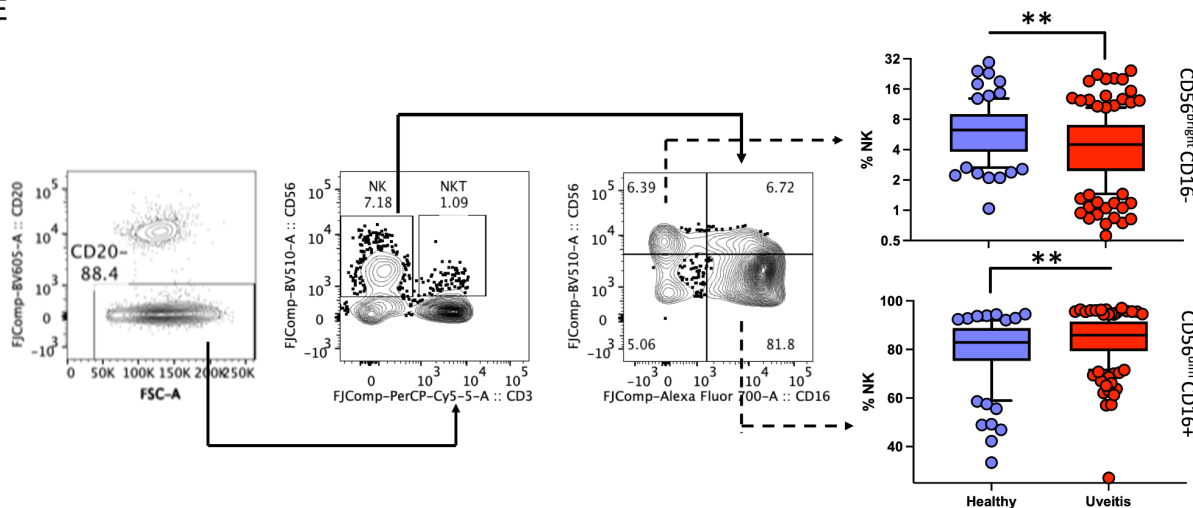 E
10^5
10^4
10^3
0
-10^3
FJComp-BV605-A :: CD20
CD20-
88.4
0 50K 100K 150K 200K 250K
FSC-A
10^5
10^4
10^3
0
-10^3
FJComp-BV510-A :: CD56
NK
7.18
NKT
1.09
0 10^3 10^4 10^5
FJComp-PerCP-Cy5-5-A :: CD3
10^5
10^4
10^3
0
-10^3
FJComp-BV510-A :: CD56
6.39
6.72
5.06
81.8
-10^3 0 10^3 10^4 10^5
FJComp-Alexa Fluor 700-A :: CD16
**
32
16
8
4
2
1
0.5
% NK
CD56bright CD16-
**
100
80
60
40
% NK
CD56dim CD16+
Healthy Uveitis